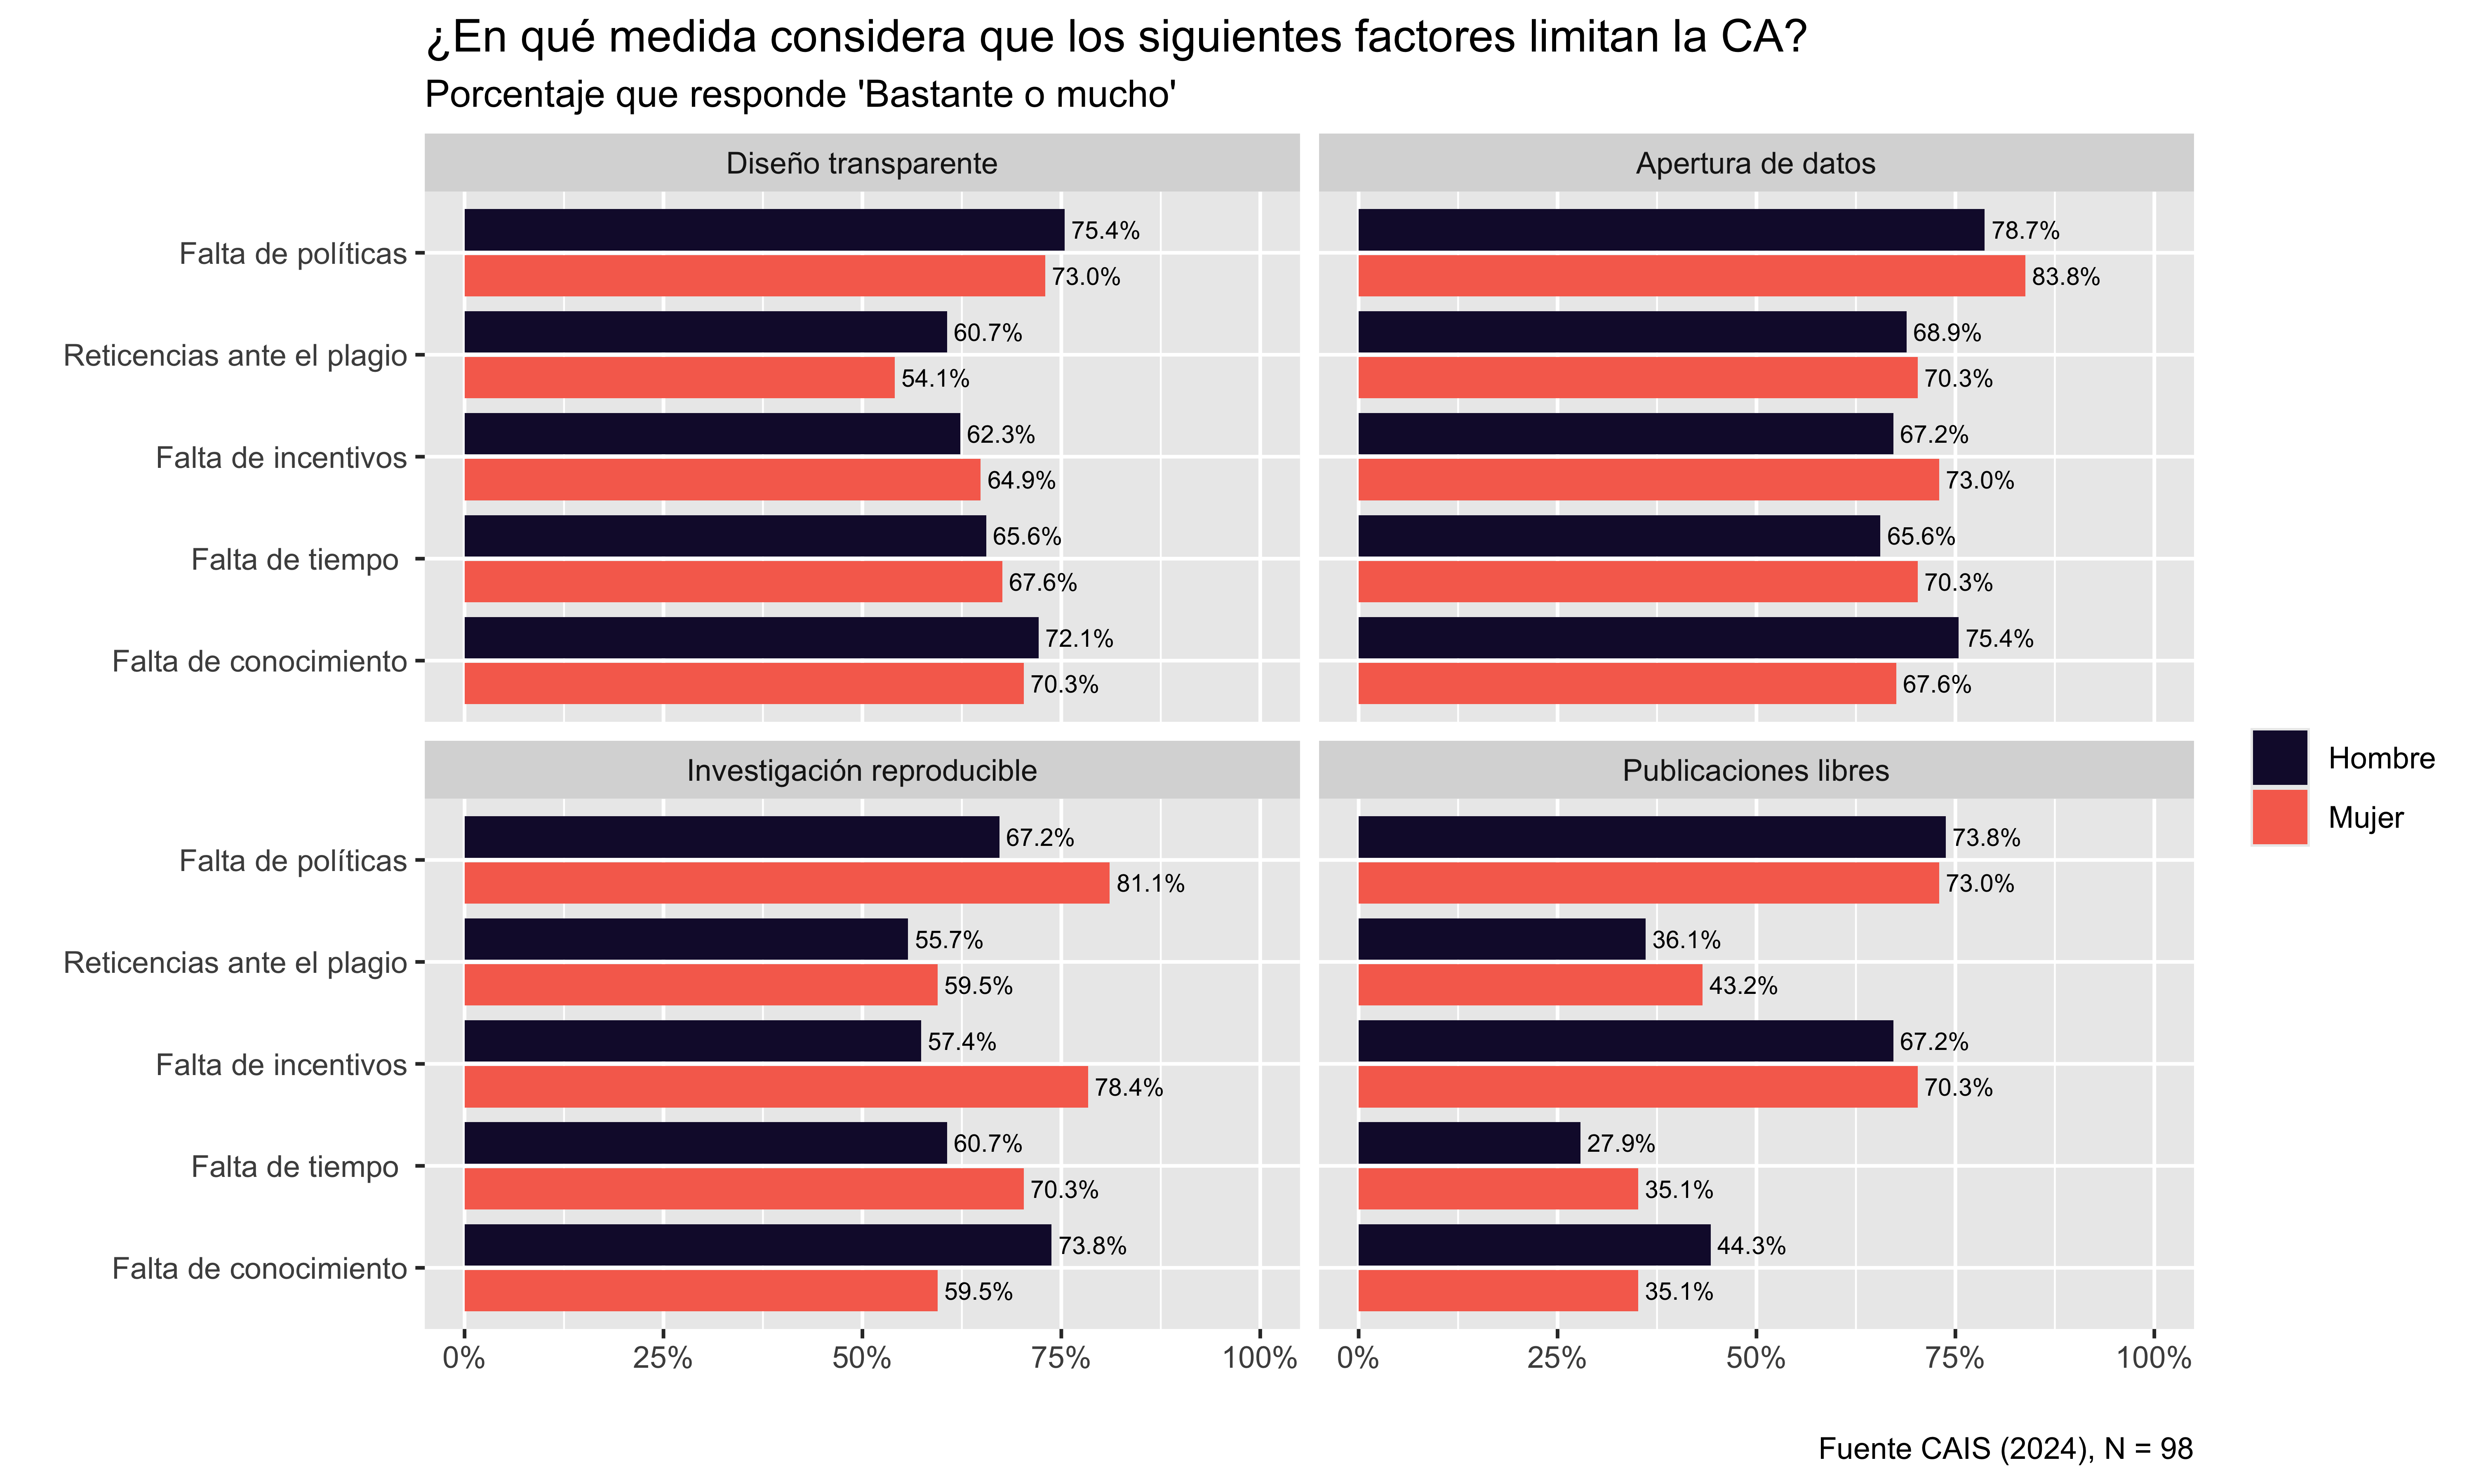 ¿En qué medida considera que los siguientes factores limitan la CA?
Porcentaje que responde 'Bastante o mucho'
Diseño transparente
Falta de políticas
75.4%
73.0%
Reticencias ante el plagio
60.7%
54.1%
Falta de incentivos
62.3%
64.9%
Falta de tiempo
65.6%
67.6%
Falta de conocimiento
72.1%
70.3%
Apertura de datos
78.7%
83.8%
68.9%
70.3%
67.2%
73.0%
65.6%
70.3%
75.4%
67.6%
Investigación reproducible
Falta de políticas
67.2%
81.1%
Reticencias ante el plagio
55.7%
59.5%
Falta de incentivos
57.4%
78.4%
Falta de tiempo
60.7%
70.3%
Falta de conocimiento
73.8%
59.5%
0% 25% 50% 75% 100%
Publicaciones libres
73.8%
73.0%
36.1%
43.2%
67.2%
70.3%
27.9%
35.1%
44.3%
35.1%
0% 25% 50% 75% 100%
Hombre
Mujer
Fuente CAIS (2024), N = 98